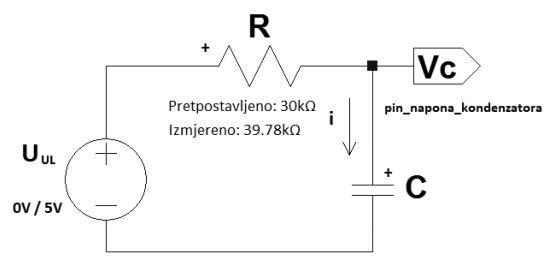 R
+
Vc
Pretpostavljeno: 30kΩ
Izmjereno: 39.78kΩ
i
pin_napona_kondenzatora
U UL
+
–
0V / 5V
+
C